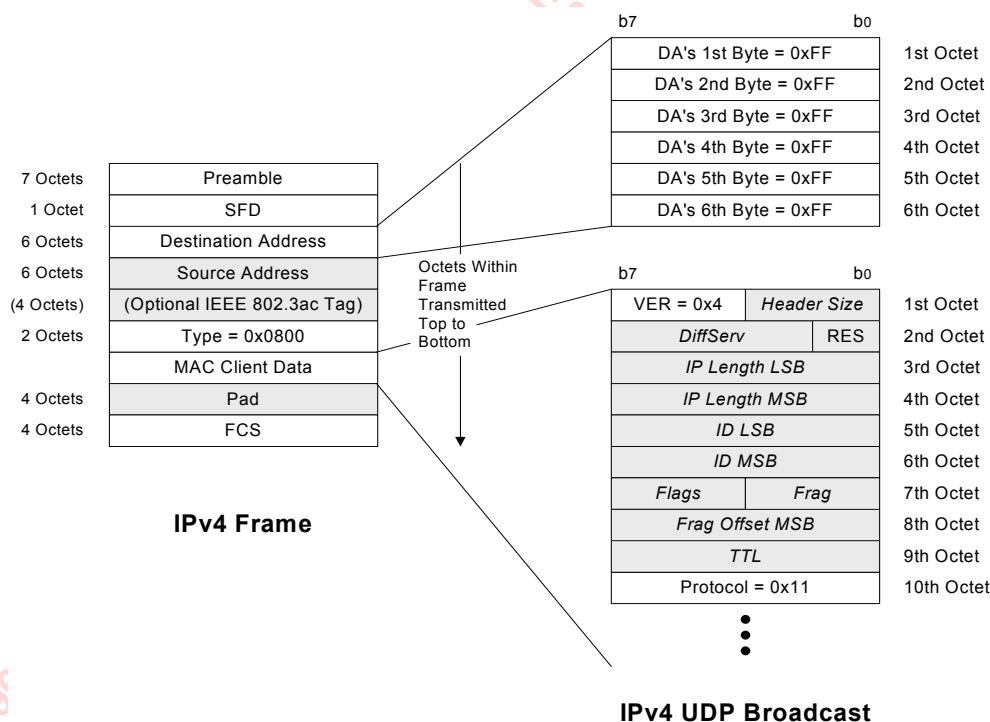 b7 b0
DA's 1st Byte = 0xFF 1st Octet
DA's 2nd Byte = 0xFF 2nd Octet
DA's 3rd Byte = 0xFF 3rd Octet
DA's 4th Byte = 0xFF 4th Octet
DA's 5th Byte = 0xFF 5th Octet
DA's 6th Byte = 0xFF 6th Octet
7 Octets Preamble
1 Octet SFD
6 Octets Destination Address
6 Octets Source Address
(4 Octets) (Optional IEEE 802.3ac Tag)
2 Octets Type = 0x0800
MAC Client Data
4 Octets Pad
4 Octets FCS
IPv4 Frame
Octets Within
Frame
Transmitted
Top to
Bottom
b7 b0
VER = 0x4 Header Size 1st Octet
DiffServ RES 2nd Octet
IP Length LSB 3rd Octet
IP Length MSB 4th Octet
ID LSB 5th Octet
ID MSB 6th Octet
Flags Frag 7th Octet
Frag Offset MSB 8th Octet
TTL 9th Octet
Protocol = 0x11 10th Octet
IPv4 UDP Broadcast